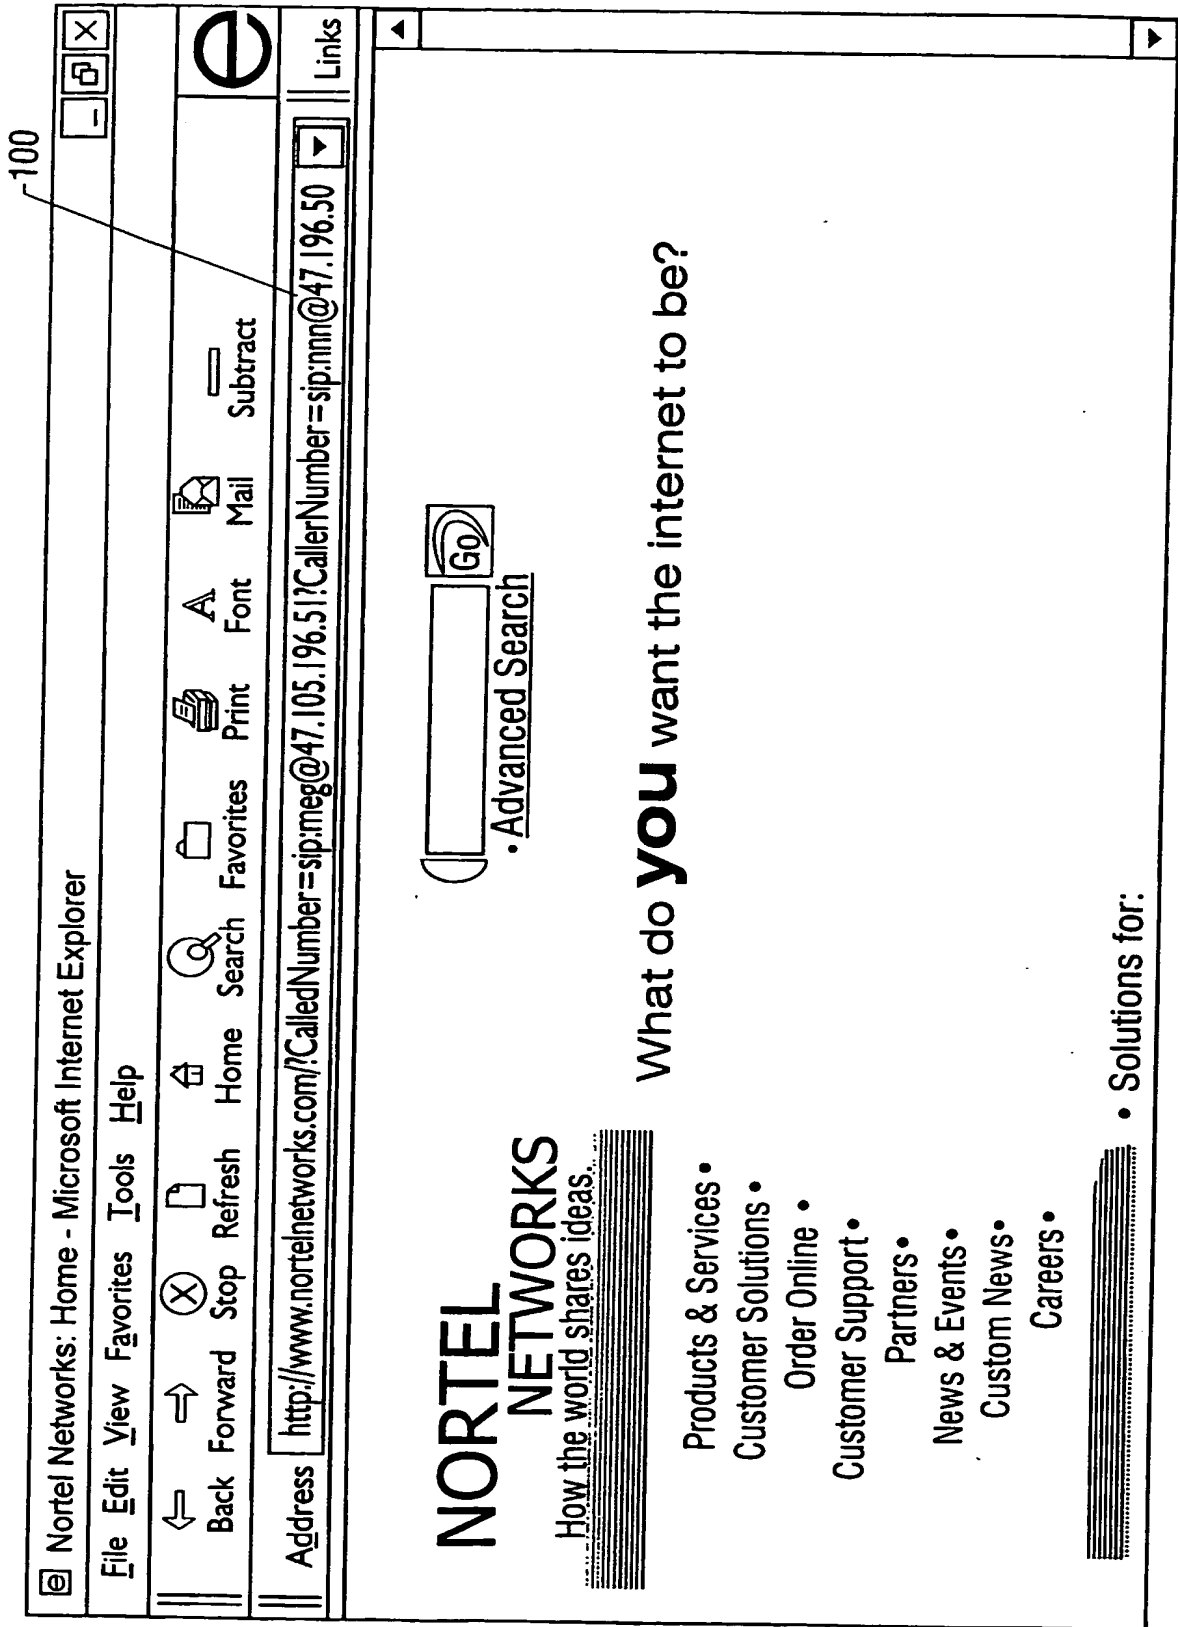 100
Nortel Networks: Home - Microsoft Internet Explorer
File Edit View Favorites Tools Help
Back Forward Stop Refresh Home Search Favorites Print Font Mail Subtract
Address http://www.nortelnetworks.com/?CalledNumber=sip:meg@47.105.196.51?CallerNumber=sip:nnn@47.196.50 Links
Go
• Advanced Search
NORTEL
NETWORKS
How the world shares ideas.
What do you want the internet to be?
Products & Services •
Customer Solutions •
Order Online •
Customer Support •
Partners •
News & Events •
Custom News •
Careers •
• Solutions for: